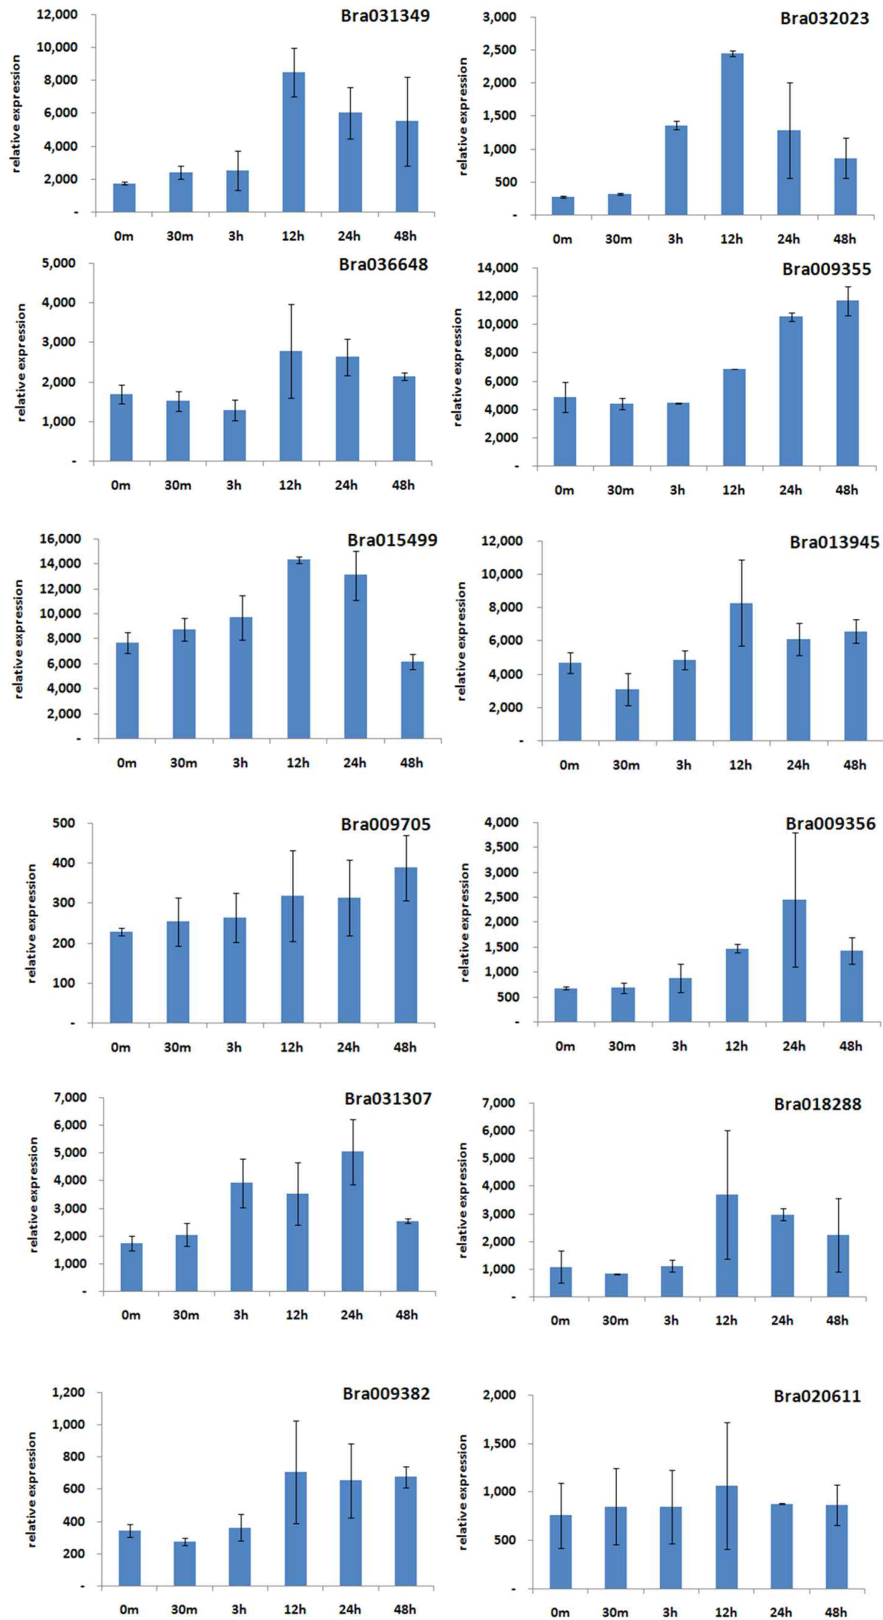 Bra031349
relative expression
12,000
10,000
8,000
6,000
4,000
2,000
-
0m 30m 3h 12h 24h 48h
Bra032023
relative expression
3,000
2,500
2,000
1,500
1,000
500
-
0m 30m 3h 12h 24h 48h
Bra036648
relative expression
5,000
4,000
3,000
2,000
1,000
-
0m 30m 3h 12h 24h 48h
Bra009355
relative expression
14,000
12,000
10,000
8,000
6,000
4,000
2,000
-
0m 30m 3h 12h 24h 48h
Bra015499
relative expression
16,000
14,000
12,000
10,000
8,000
6,000
4,000
2,000
-
0m 30m 3h 12h 24h 48h
Bra013945
relative expression
12,000
10,000
8,000
6,000
4,000
2,000
-
0m 30m 3h 12h 24h 48h
Bra009705
relative expression
500
400
300
200
100
-
0m 30m 3h 12h 24h 48h
Bra009356
relative expression
4,000
3,500
3,000
2,500
2,000
1,500
1,000
500
-
0m 30m 3h 12h 24h 48h
Bra031307
relative expression
7,000
6,000
5,000
4,000
3,000
2,000
1,000
-
0m 30m 3h 12h 24h 48h
Bra018288
relative expression
7,000
6,000
5,000
4,000
3,000
2,000
1,000
-
0m 30m 3h 12h 24h 48h
Bra009382
relative expression
1,200
1,000
800
600
400
200
-
0m 30m 3h 12h 24h 48h
Bra020611
relative expression
2,000
1,500
1,000
500
-
0m 30m 3h 12h 24h 48h